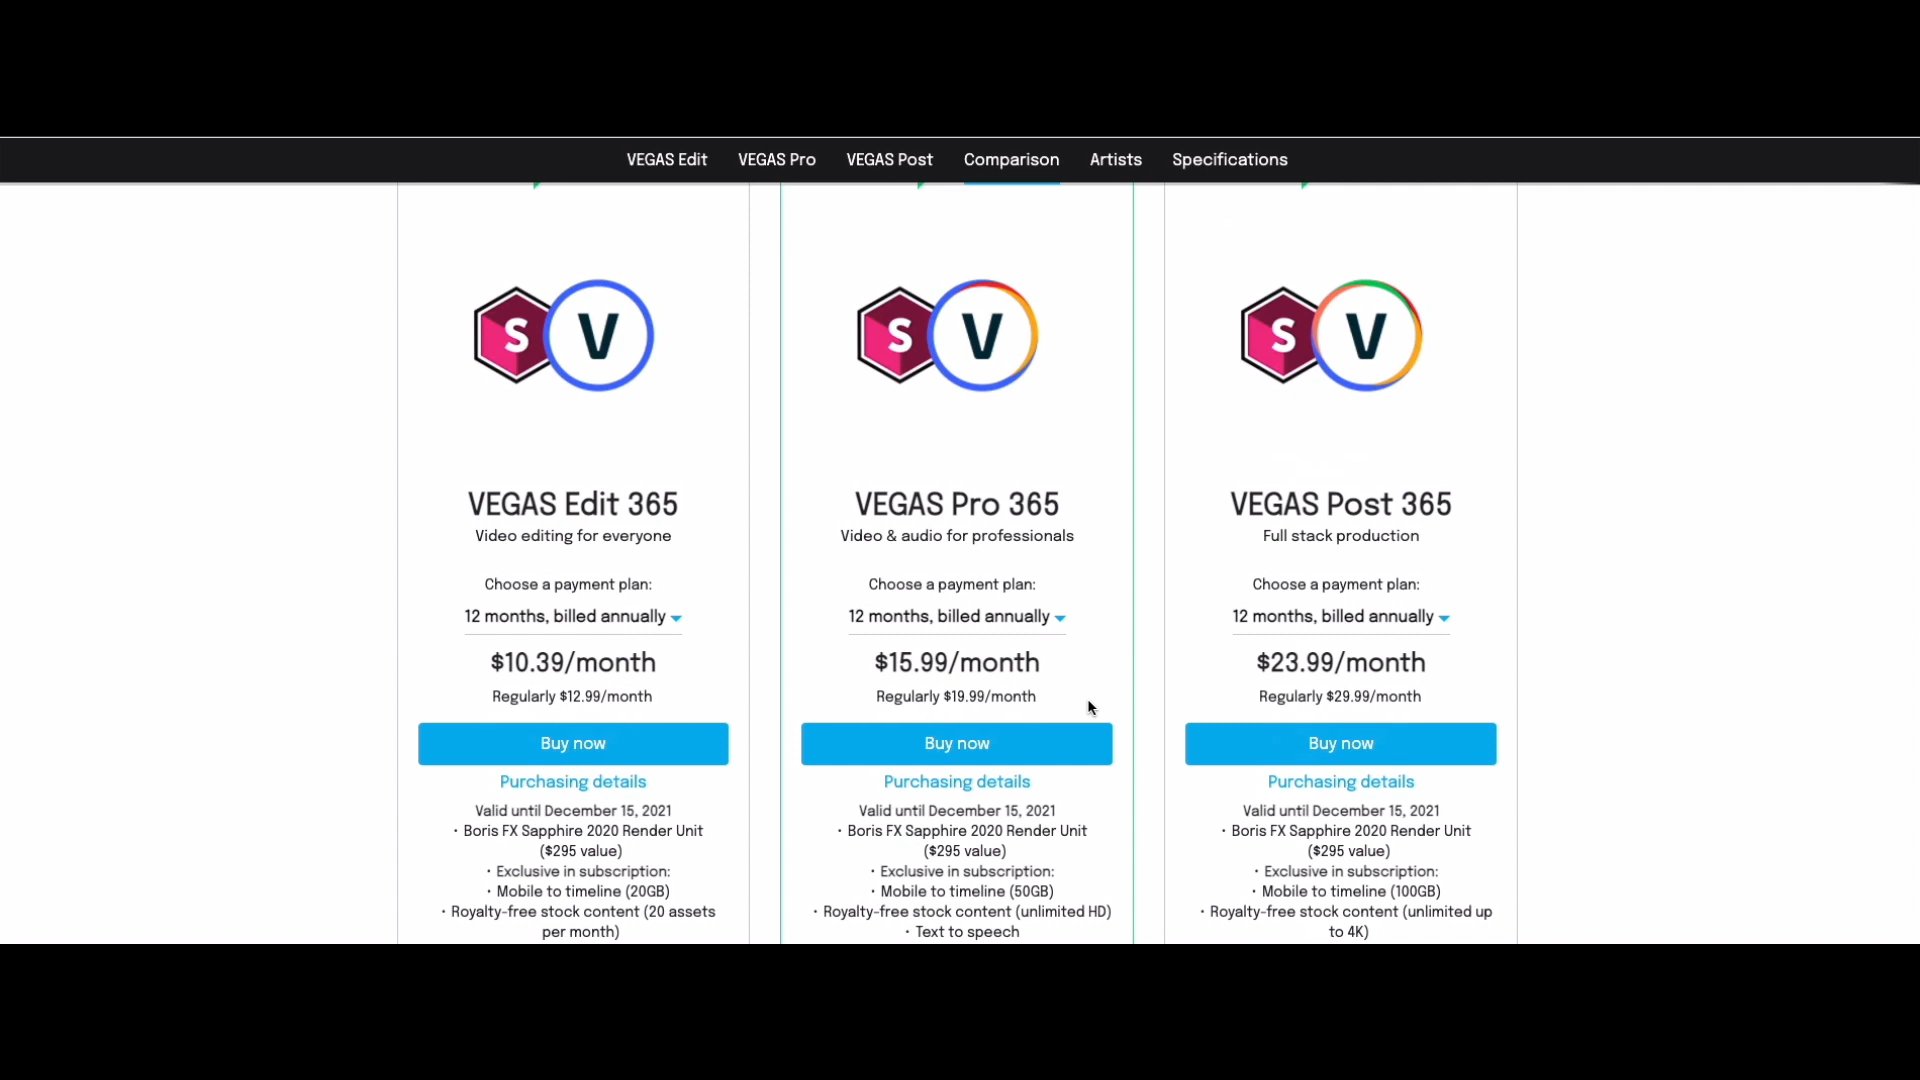 VEGAS Edit VEGAS Pro VEGAS Post Comparison Artists Specifications
S V
S V
S V
VEGAS Edit 365
Video editing for everyone
Choose a payment plan:
12 months, billed annually
$10.39/month
Regularly $12.99/month
Buy now
Purchasing details
Valid until December 15, 2021
· Boris FX Sapphire 2020 Render Unit
($295 value)
· Exclusive in subscription:
· Mobile to timeline (20GB)
· Royalty-free stock content (20 assets
per month)
VEGAS Pro 365
Video & audio for professionals
Choose a payment plan:
12 months, billed annually
$15.99/month
Regularly $19.99/month
Buy now
Purchasing details
Valid until December 15, 2021
· Boris FX Sapphire 2020 Render Unit
($295 value)
· Exclusive in subscription:
· Mobile to timeline (50GB)
· Royalty-free stock content (unlimited HD)
· Text to speech
VEGAS Post 365
Full stack production
Choose a payment plan:
12 months, billed annually
$23.99/month
Regularly $29.99/month
Buy now
Purchasing details
Valid until December 15, 2021
· Boris FX Sapphire 2020 Render Unit
($295 value)
· Exclusive in subscription:
· Mobile to timeline (100GB)
· Royalty-free stock content (unlimited up
to 4K)